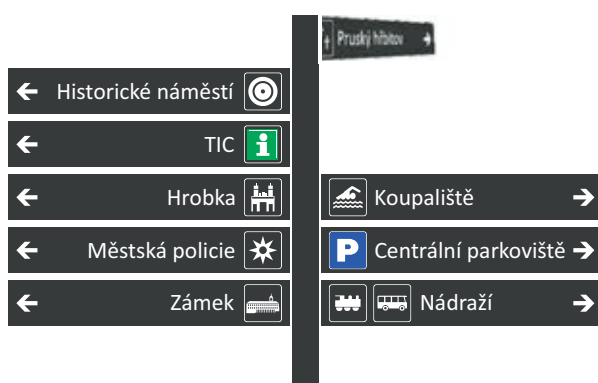 Pruský hřbitov
Historické náměstí
TIC
Hrobka
Koupaliště
Městská policie
P Centrální parkoviště
Zámek
Nádraží